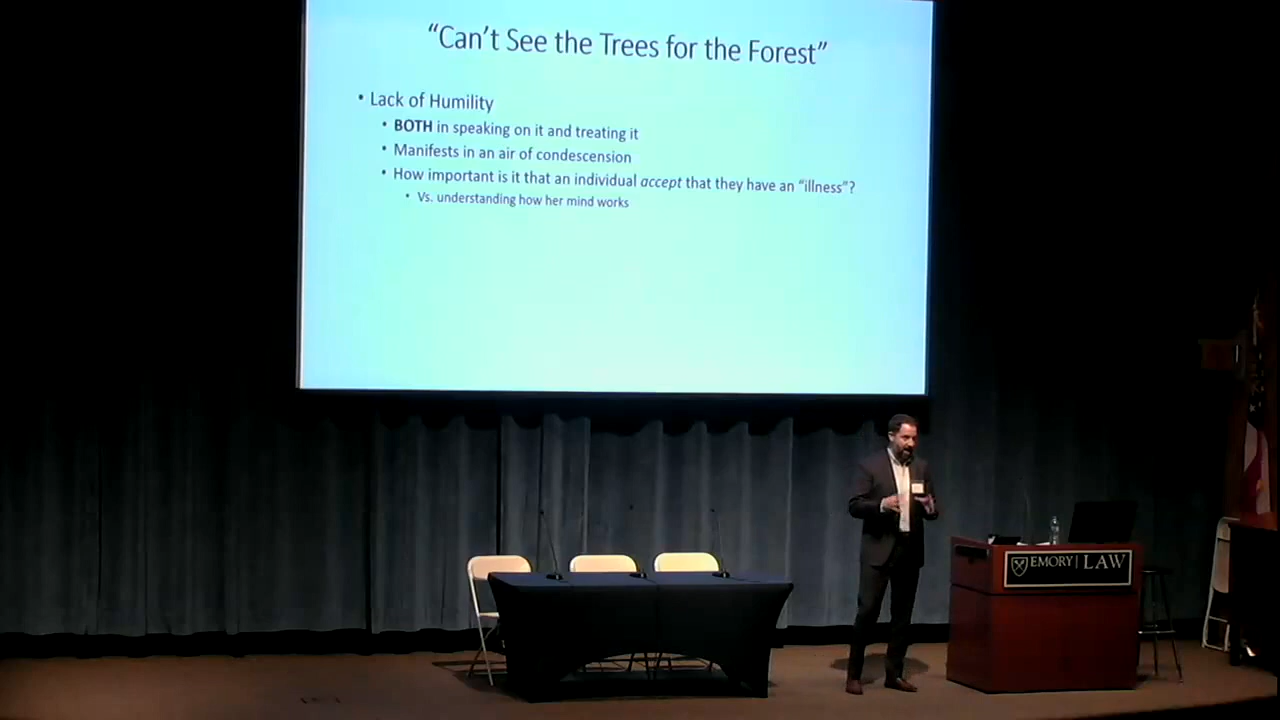 “Can’t See the Trees for the Forest”
• Lack of Humility
• BOTH in speaking on it and treating it
• Manifests in an air of condescension
• How important is it that an individual accept that they have an “illness”?
• Vs. understanding how her mind works
EMORY | LAW